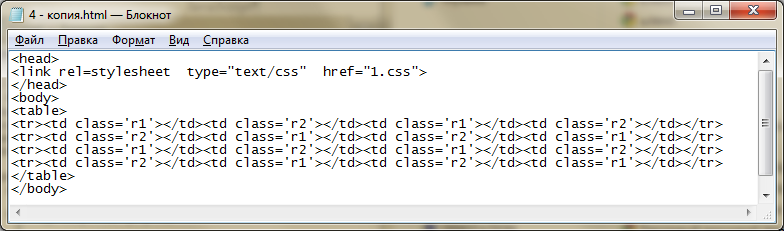 4 - копия.html — Блокнот
Файл Правка Формат Вид Справка
<head>
<link rel=stylesheet  type="text/css"  href="1.css">
</head>
<body>
<table>
<tr><td class='r1'></td><td class='r2'></td><td class='r1'></td><td class='r2'></td></tr>
<tr><td class='r2'></td><td class='r1'></td><td class='r2'></td><td class='r1'></td></tr>
<tr><td class='r1'></td><td class='r2'></td><td class='r1'></td><td class='r2'></td></tr>
<tr><td class='r2'></td><td class='r1'></td><td class='r2'></td><td class='r1'></td></tr>
</table>
</body>